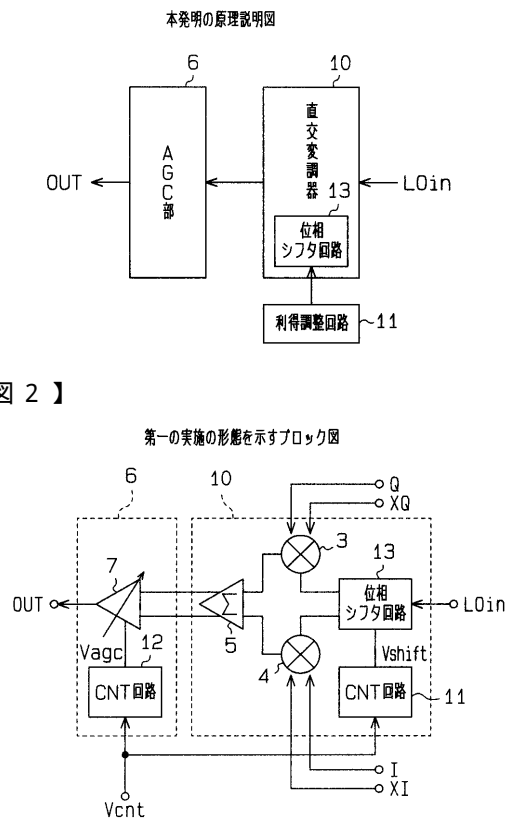 本発明の原理説明図
6
10
AGC部
直交変調器
OUT
LOin
13
位相
シフタ回路
利得調整回路
11
図2】
第一の実施の形態を示すブロック図
6
10
Q
XQ
3
7
13
位相
シフタ回路
OUT
LOin
Σ
5
Vagc
12
4
Vshift
CNT回路
CNT回路
11
I
XI
Vcnt